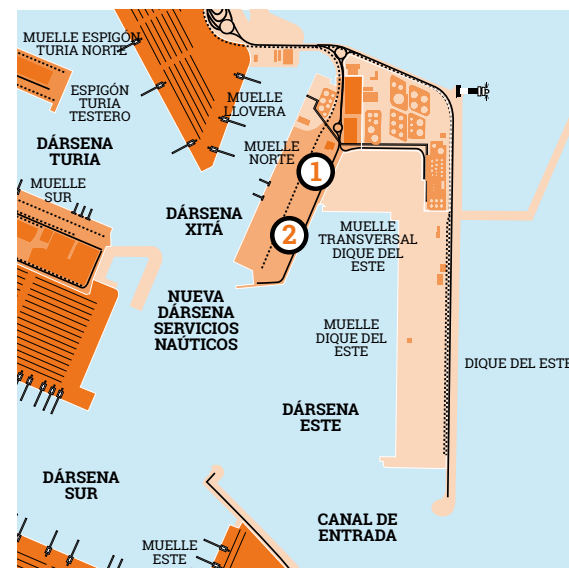 MUELLE ESPIGÓN
TURIA NORTE
ESPIGÓN
TURIA
TESTERO
MUELLE
LLOVERA
DÁRSENA
TURIA
MUELLE
NORTE
1
MUELLE
SUR
DÁRSENA
XITÁ
2
MUELLE
TRANSVERSAL
DIQUE DEL
ESTE
NUEVA
DÁRSENA
SERVICIOS
NAÚTICOS
MUELLE
DIQUE DEL
ESTE
DIQUE DEL ESTE
DÁRSENA
ESTE
DÁRSENA
SUR
CANAL DE
ENTRADA
MUELLE
ESTE